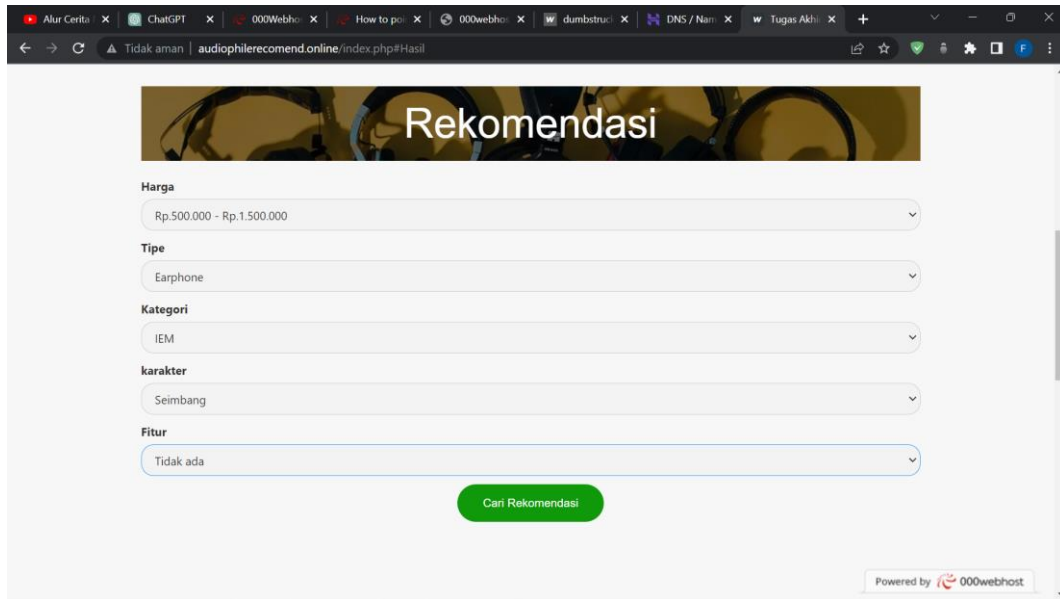 Alur Cerita
ChatGPT
000Webho
How to poi
000webhos
dumbstruc
DNS / Nam
Tugas Akhi
Tidak aman
audiophilerecomend.online/index.php#Hasil
F
Rekomendasi
Harga
Rp.500.000 - Rp.1.500.000
Tipe
Earphone
Kategori
IEM
karakter
Seimbang
Fitur
Tidak ada
Cari Rekomendasi
Powered by 000webhost